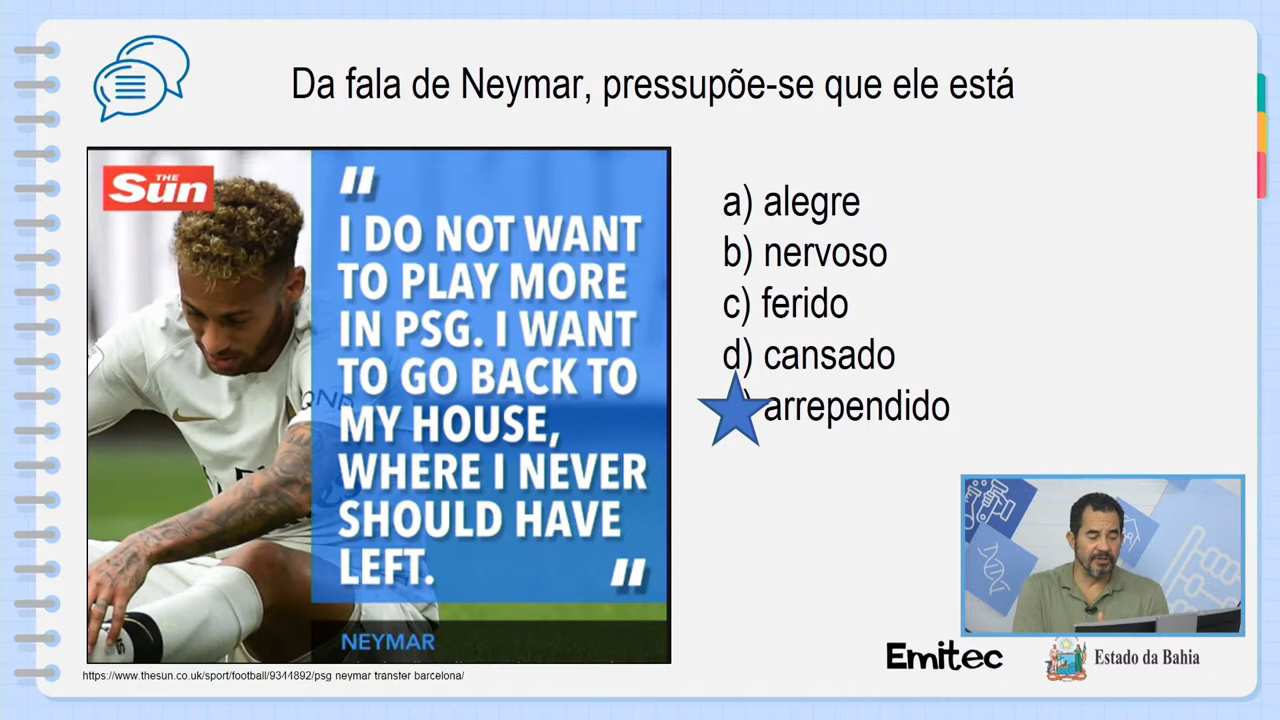 Da fala de Neymar, pressupõe-se que ele está
THE
Sun
"
I DO NOT WANT
TO PLAY MORE
IN PSG. I WANT
TO GO BACK TO
MY HOUSE,
WHERE I NEVER
SHOULD HAVE
LEFT.
"
NEYMAR
https://www.thesun.co.uk/sport/football/9344892/psg neymar transter barcelona/
a) alegre
b) nervoso
c) ferido
d) cansado
) arrependido
Emitec
Estado da Bahia